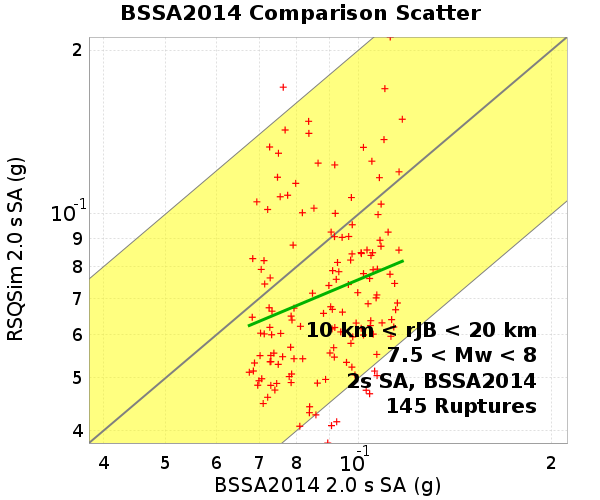 BSSA2014 Comparison Scatter
RSQSim 2.0 s SA (g)
2
10-1
9
8
7
6
5
4
10 km < rJB < 20 km
7.5 < Mw < 8
2s SA, BSSA2014
145 Ruptures
4 5 6 7 8 10-1 2
BSSA2014 2.0 s SA (g)